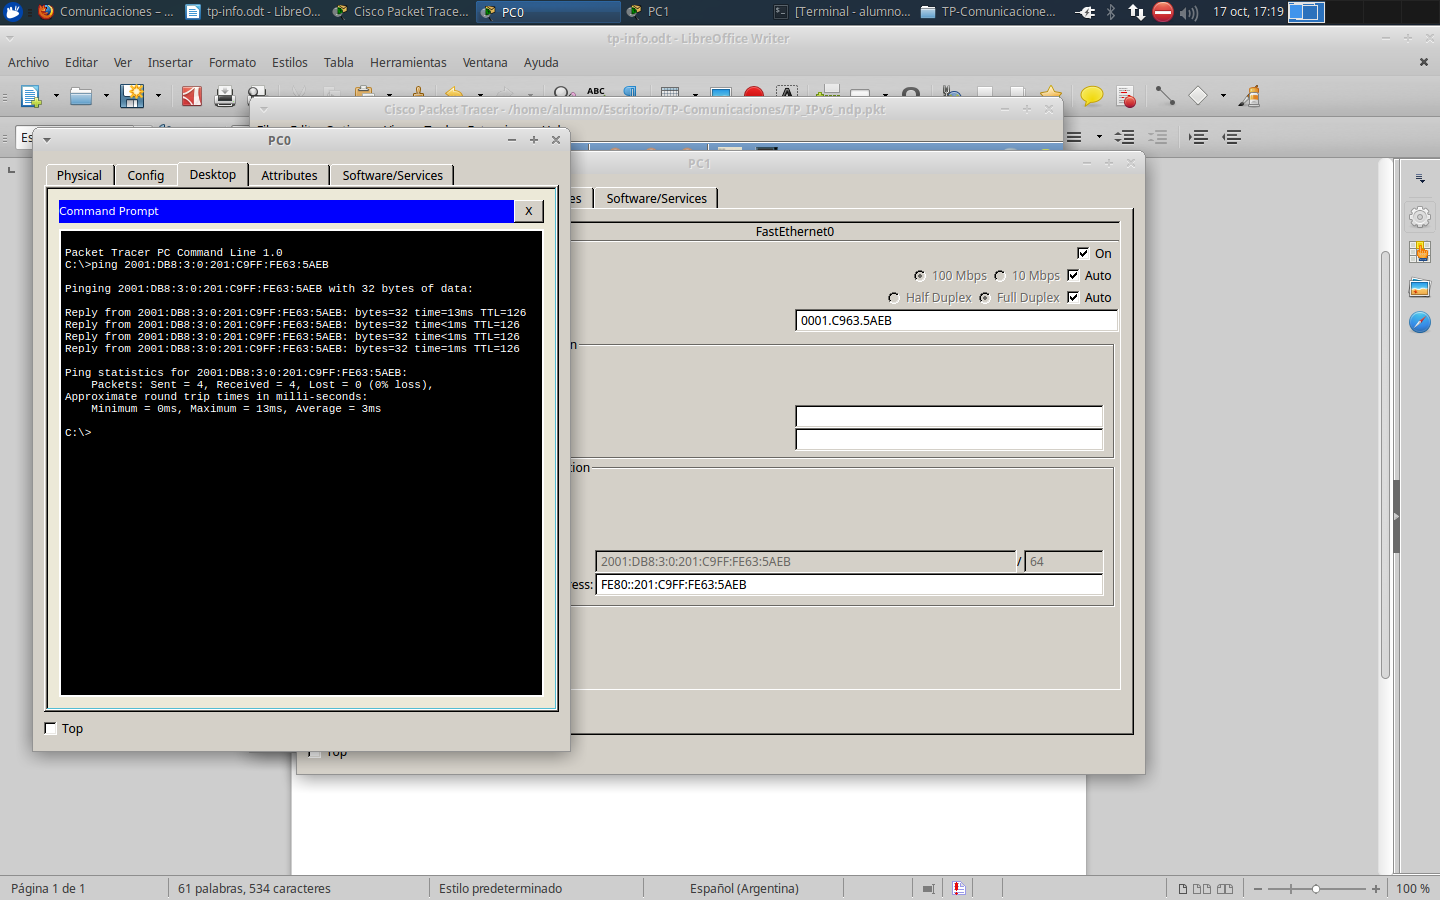 Comunicaciones – ...
tp-info.odt - LibreO...
Cisco Packet Trace...
PC0
PC1
[Terminal - alumno...
TP-Comunicacione...
17 oct, 17:19
tp-info.odt - LibreOffice Writer
Archivo
Editar
Ver
Insertar
Formato
Estilos
Tabla
Herramientas
Ventana
Ayuda
ABC
Cisco Packet Tracer - /home/alumno/Escritorio/TP-Comunicaciones/TP_IPv6_ndp.pkt
Es
PC0
Physical
Config
Desktop
Attributes
Software/Services
Command Prompt
X
Packet Tracer PC Command Line 1.0
C:\>ping 2001:DB8:3:0:201:C9FF:FE63:5AEB
Pinging 2001:DB8:3:0:201:C9FF:FE63:5AEB with 32 bytes of data:
Reply from 2001:DB8:3:0:201:C9FF:FE63:5AEB: bytes=32 time=13ms TTL=126
Reply from 2001:DB8:3:0:201:C9FF:FE63:5AEB: bytes=32 time<1ms TTL=126
Reply from 2001:DB8:3:0:201:C9FF:FE63:5AEB: bytes=32 time<1ms TTL=126
Reply from 2001:DB8:3:0:201:C9FF:FE63:5AEB: bytes=32 time=1ms TTL=126
Ping statistics for 2001:DB8:3:0:201:C9FF:FE63:5AEB:
Packets: Sent = 4, Received = 4, Lost = 0 (0% loss),
Approximate round trip times in milli-seconds:
Minimum = 0ms, Maximum = 13ms, Average = 3ms
C:\>
Top
PC1
es
Software/Services
FastEthernet0
On
100 Mbps
10 Mbps
Auto
Half Duplex
Full Duplex
Auto
0001.C963.5AEB
n
tion
2001:DB8:3:0:201:C9FF:FE63:5AEB
/
64
ress:
FE80::201:C9FF:FE63:5AEB
Top
Página 1 de 1
61 palabras, 534 caracteres
Estilo predeterminado
Español (Argentina)
100 %